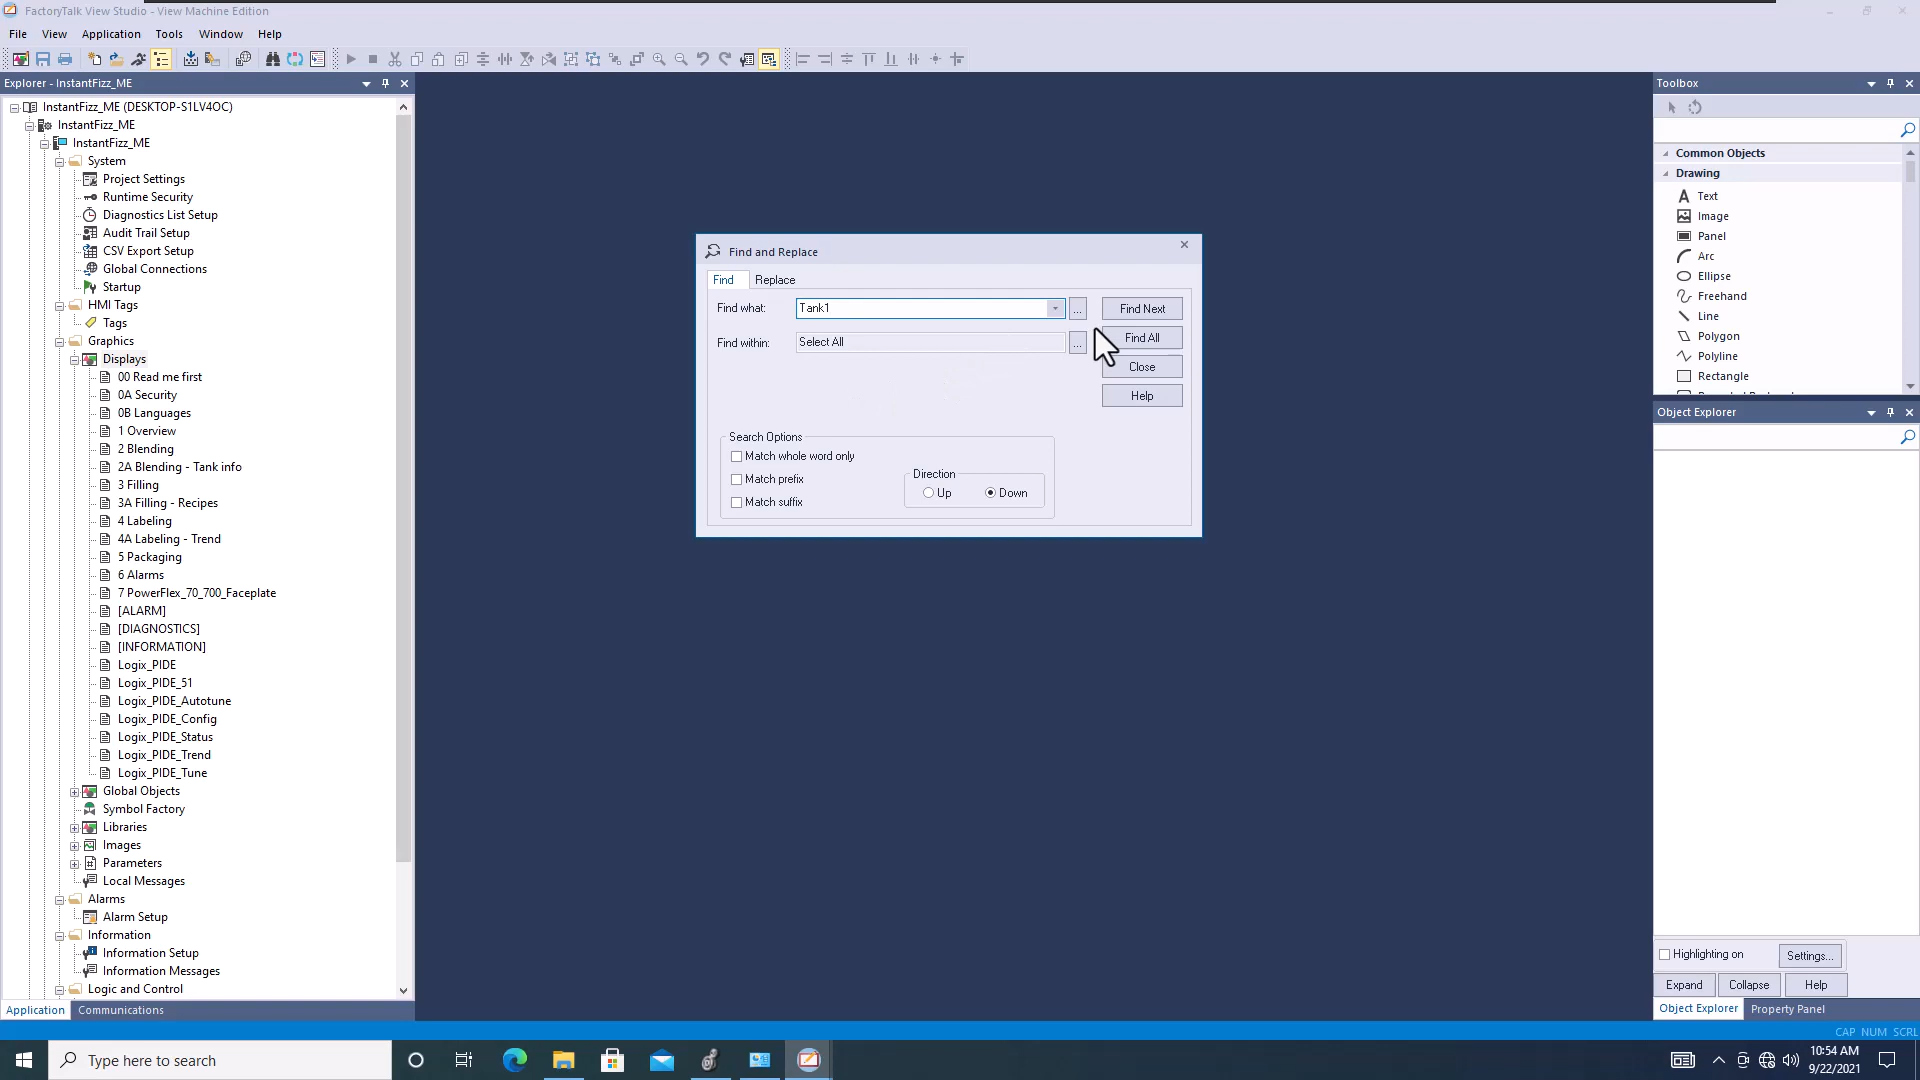 FactoryTalk View Studio - View Machine Edition
File View Application Tools Window Help
Explorer - InstantFizz_ME
InstantFizz_ME (DESKTOP-S1LV4OC)
InstantFizz_ME
InstantFizz_ME
System
Project Settings
Runtime Security
Diagnostics List Setup
Audit Trail Setup
CSV Export Setup
Global Connections
Startup
HMI Tags
Tags
Graphics
Displays
00 Read me first
0A Security
0B Languages
1 Overview
2 Blending
2A Blending - Tank info
3 Filling
3A Filling - Recipes
4 Labeling
4A Labeling - Trend
5 Packaging
6 Alarms
7 PowerFlex_70_700_Faceplate
[ALARM]
[DIAGNOSTICS]
[INFORMATION]
Logix_PIDE
Logix_PIDE_51
Logix_PIDE_Autotune
Logix_PIDE_Config
Logix_PIDE_Status
Logix_PIDE_Trend
Logix_PIDE_Tune
Global Objects
Symbol Factory
Libraries
Images
Parameters
Local Messages
Alarms
Alarm Setup
Information
Information Setup
Information Messages
Logic and Control
Application Communications
Find and Replace
Find Replace
Find what: Tank1 ... Find Next
Find within: Select All ... Find All
Close
Help
Search Options
Match whole word only
Match prefix
Match suffix
Direction
Up Down
Toolbox
Common Objects
Drawing
Text
Image
Panel
Arc
Ellipse
Freehand
Line
Polygon
Polyline
Rectangle
Object Explorer
Highlighting on Settings...
Expand Collapse Help
Object Explorer Property Panel
CAP NUM SCRL
Type here to search
10:54 AM
9/22/2021